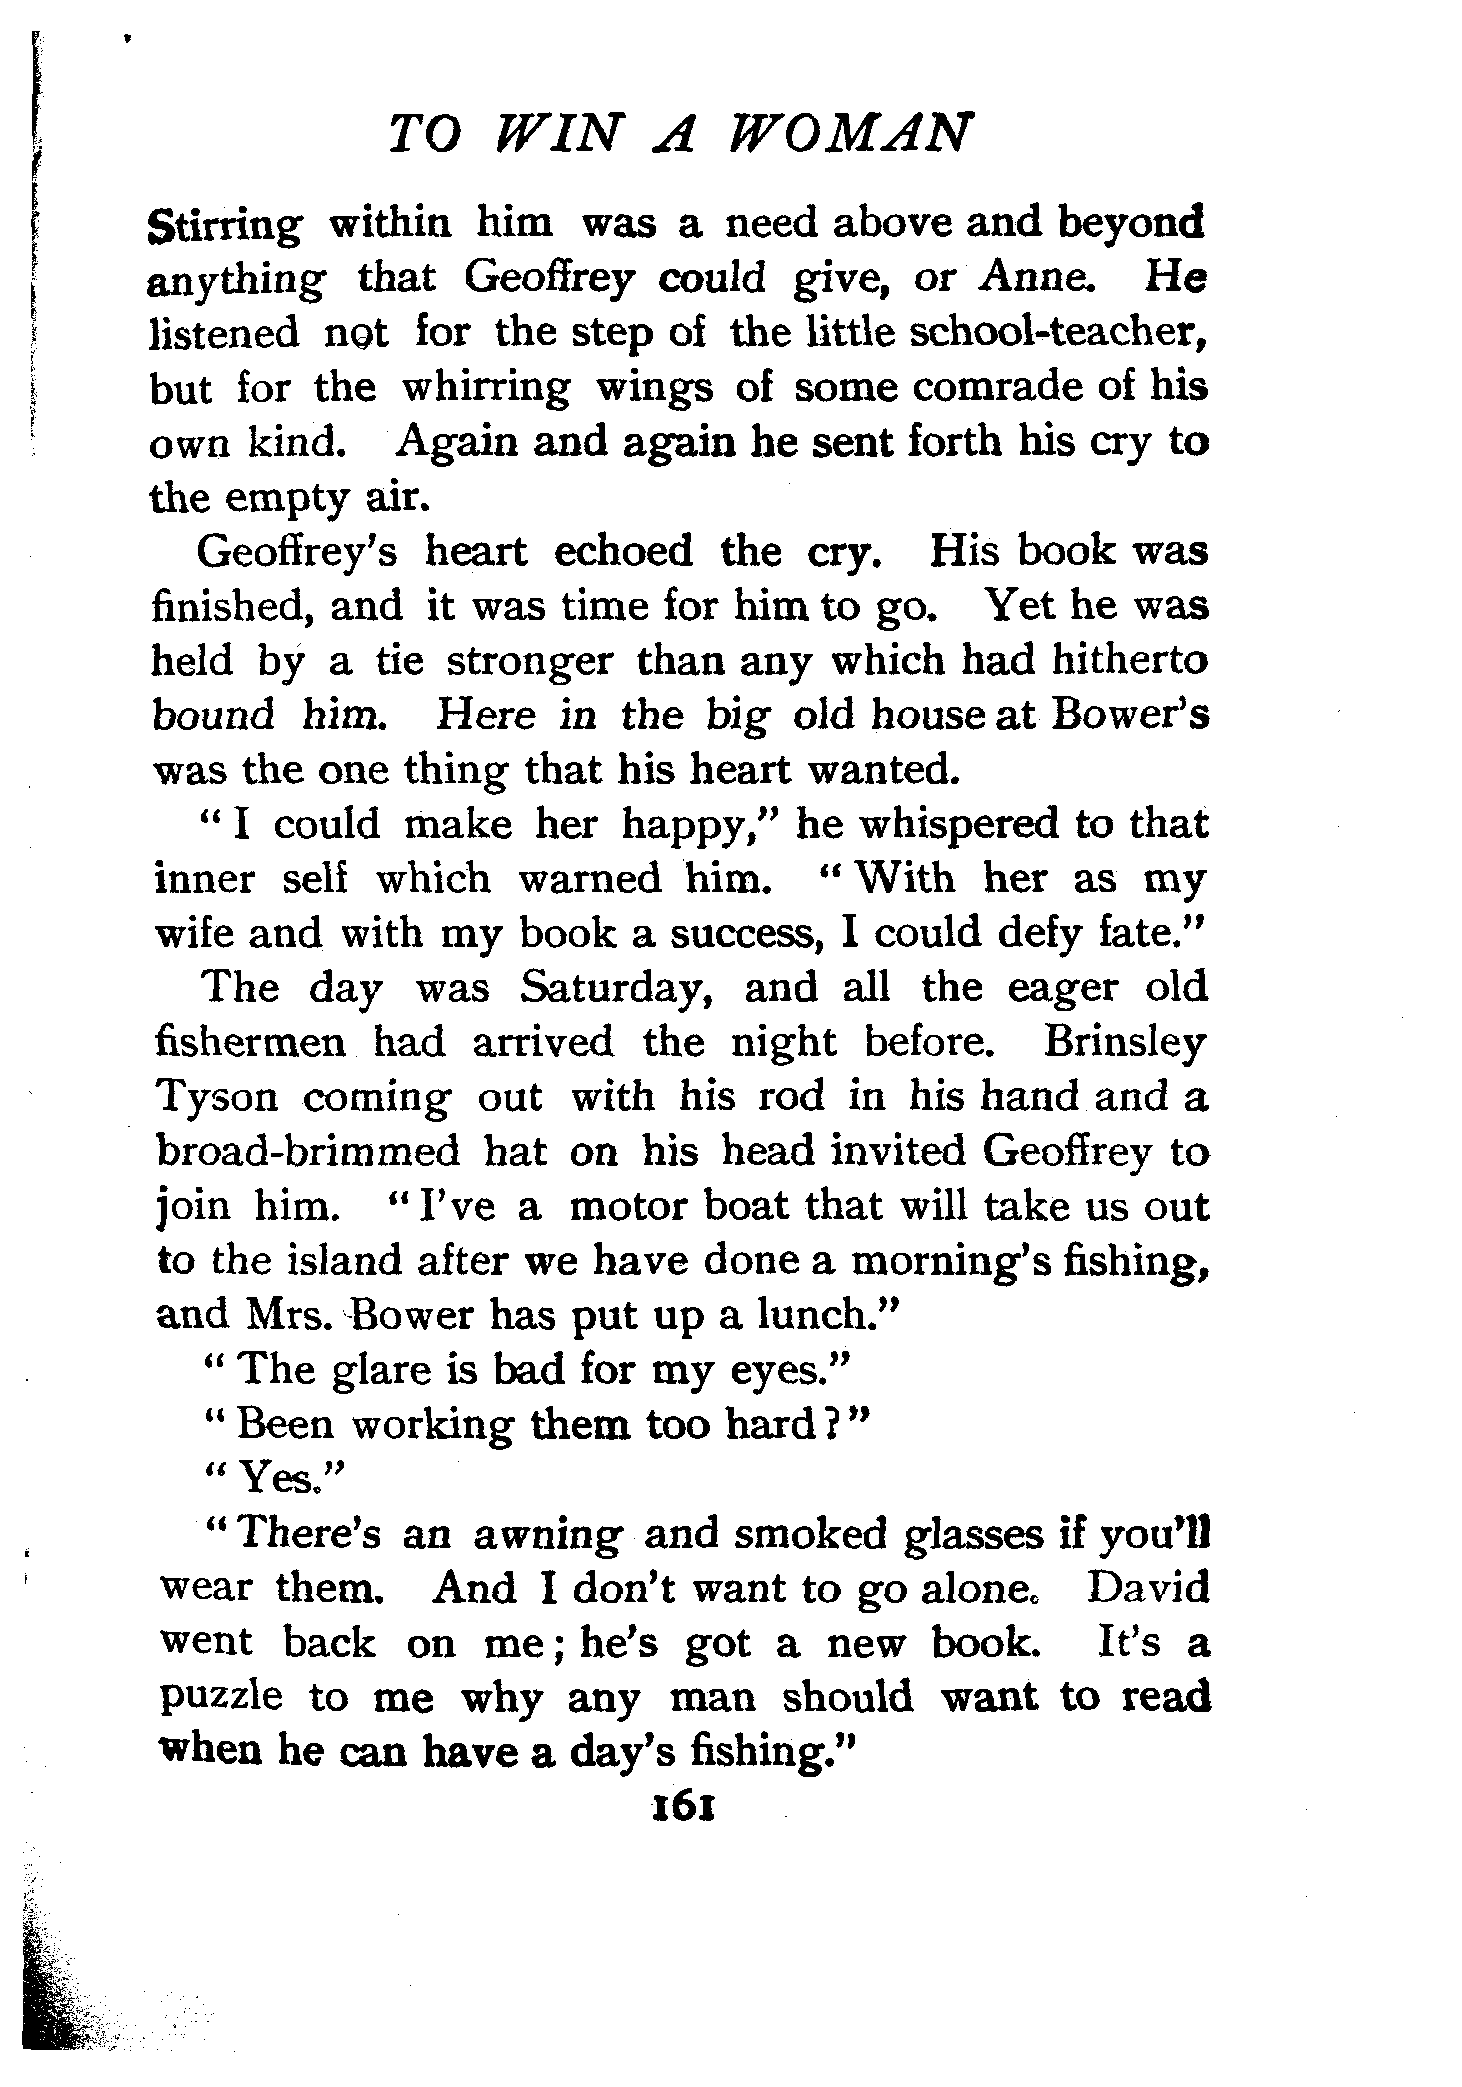 TO WIN A WOMAN
Stirring within him was a need above and beyond
anything that Geoffrey could give, or Anne. He
listened not for the step of the little school-teacher,
but for the whirring wings of some comrade of his
own kind. Again and again he sent forth his cry to
the empty air.
Geoffrey's heart echoed the cry. His book was
finished, and it was time for him to go. Yet he was
held by a tie stronger than any which had hitherto
bound him. Here in the big old house at Bower's
was the one thing that his heart wanted.
" I could make her happy," he whispered to that
inner self which warned him. " With her as my
wife and with my book a success, I could defy fate."
The day was Saturday, and all the eager old
fishermen had arrived the night before. Brinsley
Tyson coming out with his rod in his hand and a
broad-brimmed hat on his head invited Geoffrey to
join him. " I've a motor boat that will take us out
to the island after we have done a morning's fishing,
and Mrs. Bower has put up a lunch."
" The glare is bad for my eyes."
" Been working them too hard ? "
" Yes."
" There's an awning and smoked glasses if you'll
wear them. And I don't want to go alone. David
went back on me ; he's got a new book. It's a
puzzle to me why any man should want to read
when he can have a day's fishing."
161